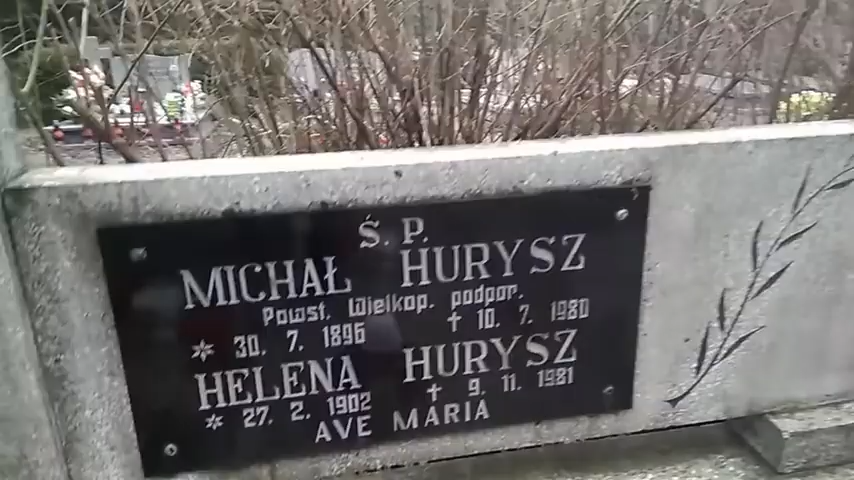 Ś. P.
MICHAŁ HURYSZ
Powst. Wielkop. podpor.
* 30. 7. 1896 † 10. 7. 1980
HELENA HURYSZ
* 27. 2. 1902 † 9. 11. 1981
AVE MARIA